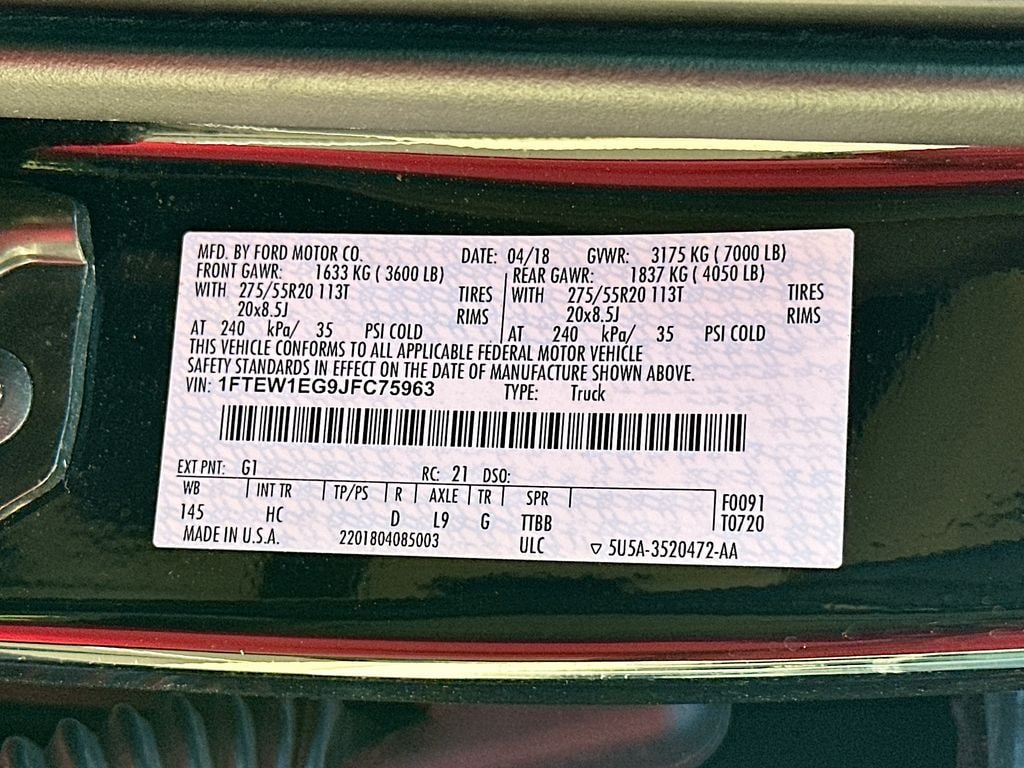 MFD. BY FORD MOTOR CO. DATE: 04/18 GVWR: 3175 KG ( 7000 LB)
FRONT GAWR: 1633 KG ( 3600 LB) REAR GAWR: 1837 KG ( 4050 LB)
WITH 275/55R20 113T TIRES WITH 275/55R20 113T TIRES
20x8.5J RIMS 20x8.5J RIMS
AT 240 kPa/ 35 PSI COLD AT 240 kPa/ 35 PSI COLD
THIS VEHICLE CONFORMS TO ALL APPLICABLE FEDERAL MOTOR VEHICLE
SAFETY STANDARDS IN EFFECT ON THE DATE OF MANUFACTURE SHOWN ABOVE.
VIN: 1FTEW1EG9JFC75963 TYPE: Truck
EXT PNT: G1 RC: 21 DSO:
WB INT TR TP/PS R AXLE TR SPR F0091
145 HC D L9 G TTBB T0720
MADE IN U.S.A. 2201804085003 ULC ▽ 5U5A-3520472-AA